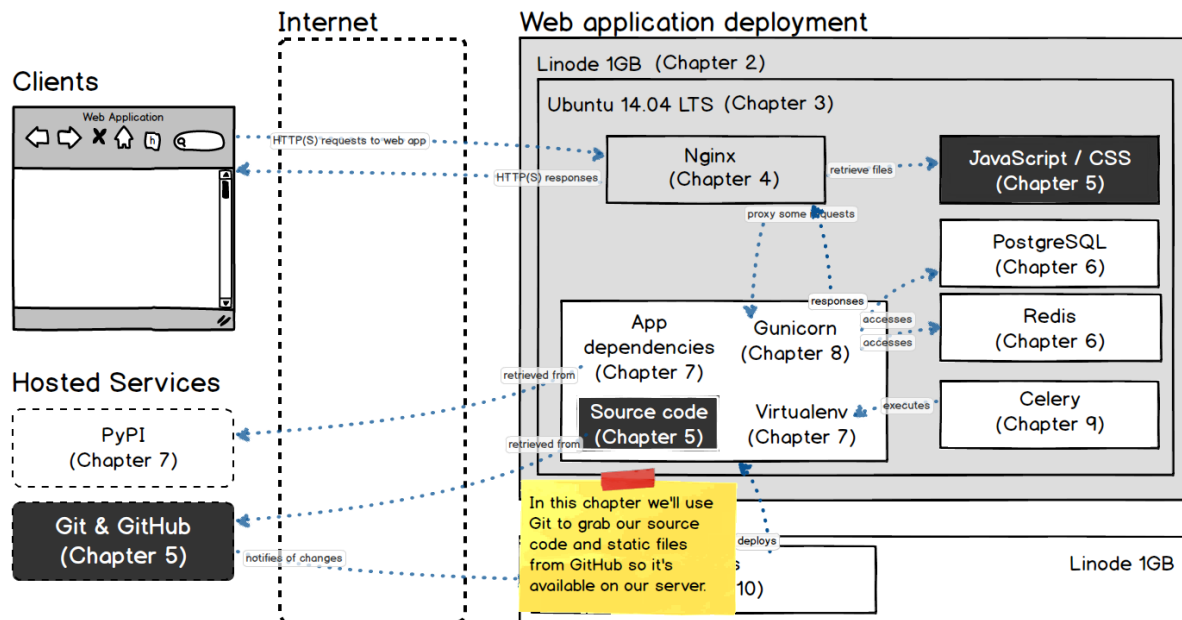 Internet
Web application deployment
Linode 1GB (Chapter 2)
Clients
Ubuntu 14.04 LTS (Chapter 3)
Web Application
h
HTTP(S) requests to web app
Nginx
(Chapter 4)
HTTP(S) responses
retrieve files
JavaScript / CSS
(Chapter 5)
proxy some requests
PostgreSQL
(Chapter 6)
responses
accesses
accesses
Redis
(Chapter 6)
App
dependencies
(Chapter 7)
Gunicorn
(Chapter 8)
Hosted Services
retrieved from
Source code
(Chapter 5)
Virtualenv
(Chapter 7)
executes
Celery
(Chapter 9)
PyPI
(Chapter 7)
retrieved from
Git & GitHub
(Chapter 5)
notifies of changes
In this chapter we'll use
Git to grab our source
code and static files
from GitHub so it's
available on our server.
deploys
s
10)
Linode 1GB